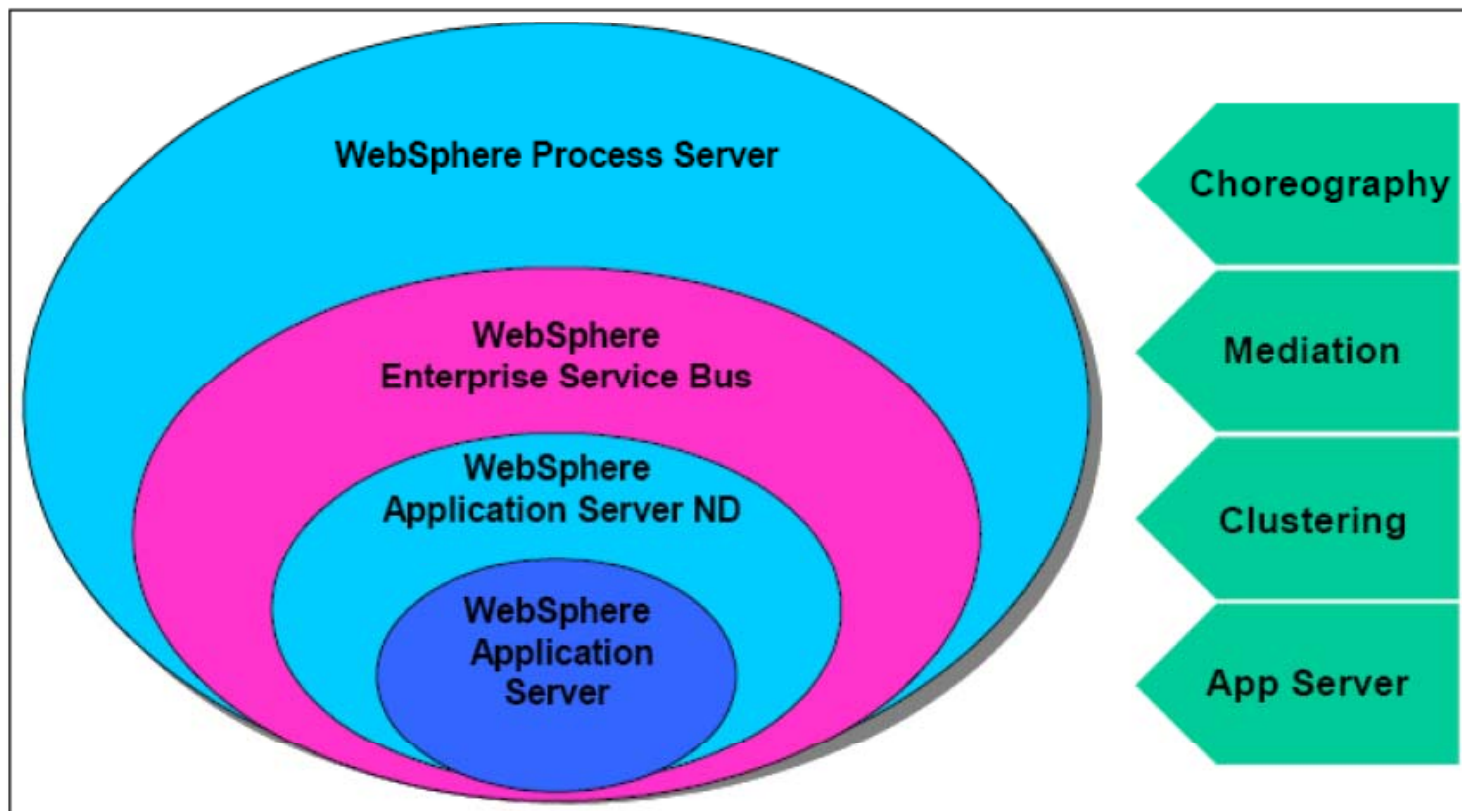 WebSphere Process Server
WebSphere
Enterprise Service Bus
WebSphere
Application Server ND
WebSphere
Application
Server
Choreography
Mediation
Clustering
App Server